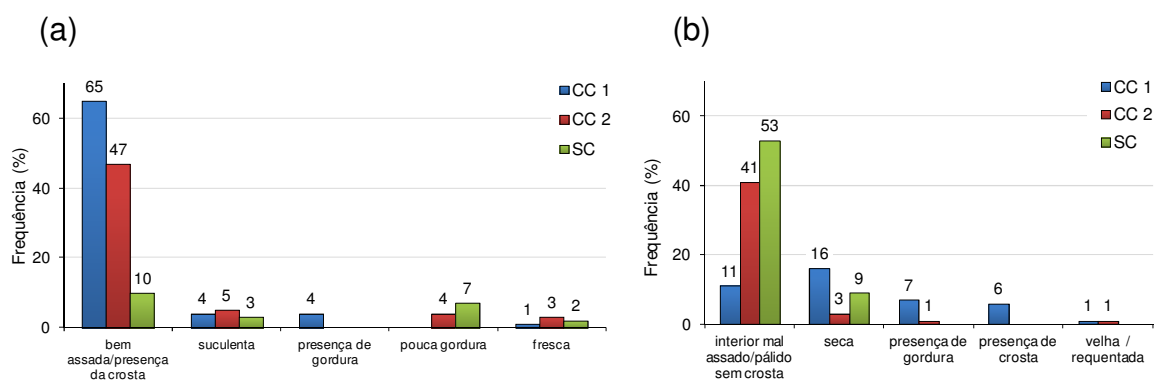 (a)
Frequência (%)
60
40
20
0
65
47
10
4
5
3
4
4
7
1
3
2
CC 1
CC 2
SC
bem
assada/presença
da crosta
suculenta
presença de
gordura
pouca gordura
fresca
(b)
Frequência (%)
60
40
20
0
11
41
53
16
3
9
7
1
6
1
1
CC 1
CC 2
SC
interior mal
assado/pálido
sem crosta
seca
presença de
gordura
presença de
crosta
velha /
requentada